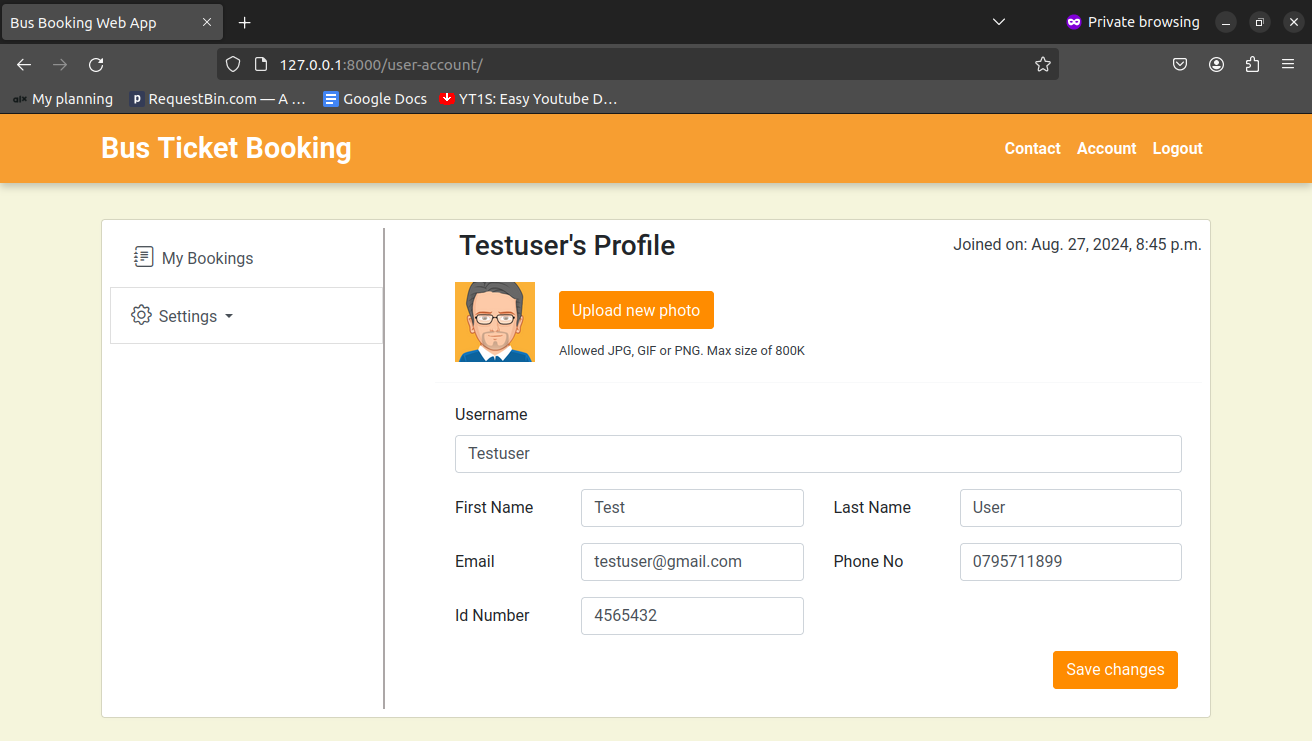 Bus Booking Web App
Private browsing
127.0.0.1:8000/user-account/
alx My planning
p RequestBin.com — A …
Google Docs
YT1S: Easy Youtube D…
Bus Ticket Booking
Contact Account Logout
My Bookings
Settings
Testuser's Profile
Joined on: Aug. 27, 2024, 8:45 p.m.
Upload new photo
Allowed JPG, GIF or PNG. Max size of 800K
Username
Testuser
First Name Test Last Name User
Email testuser@gmail.com Phone No 0795711899
Id Number 4565432
Save changes